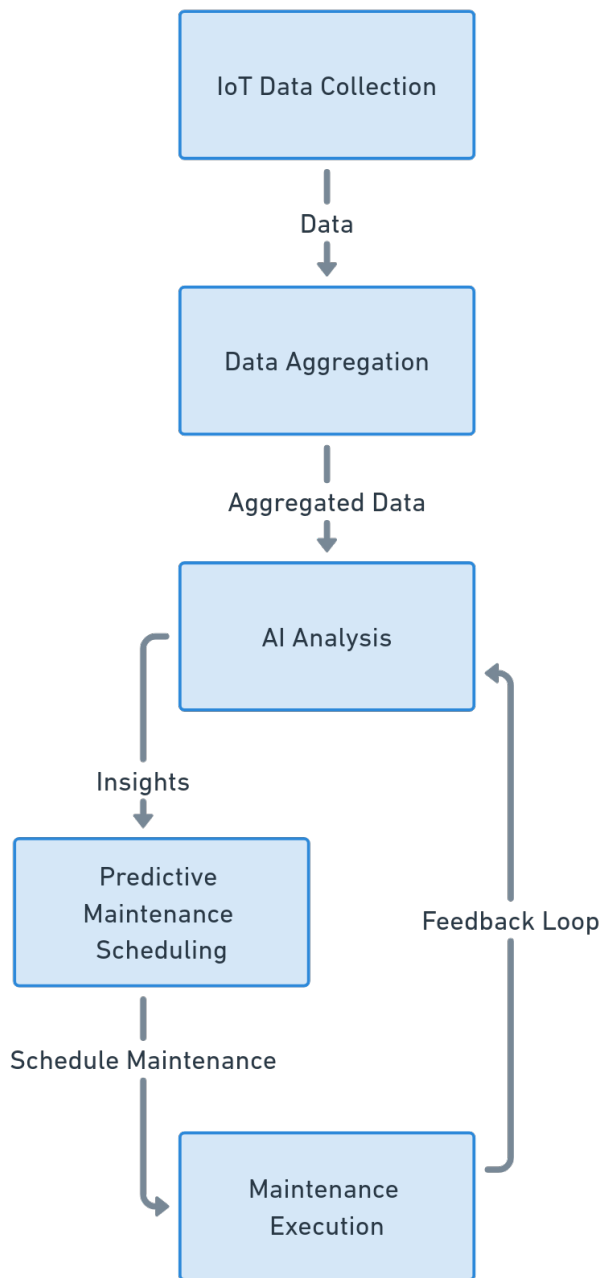 IoT Data Collection
Data
Data Aggregation
Aggregated Data
AI Analysis
Insights
Predictive
Maintenance
Scheduling
Feedback Loop
Schedule Maintenance
Maintenance
Execution